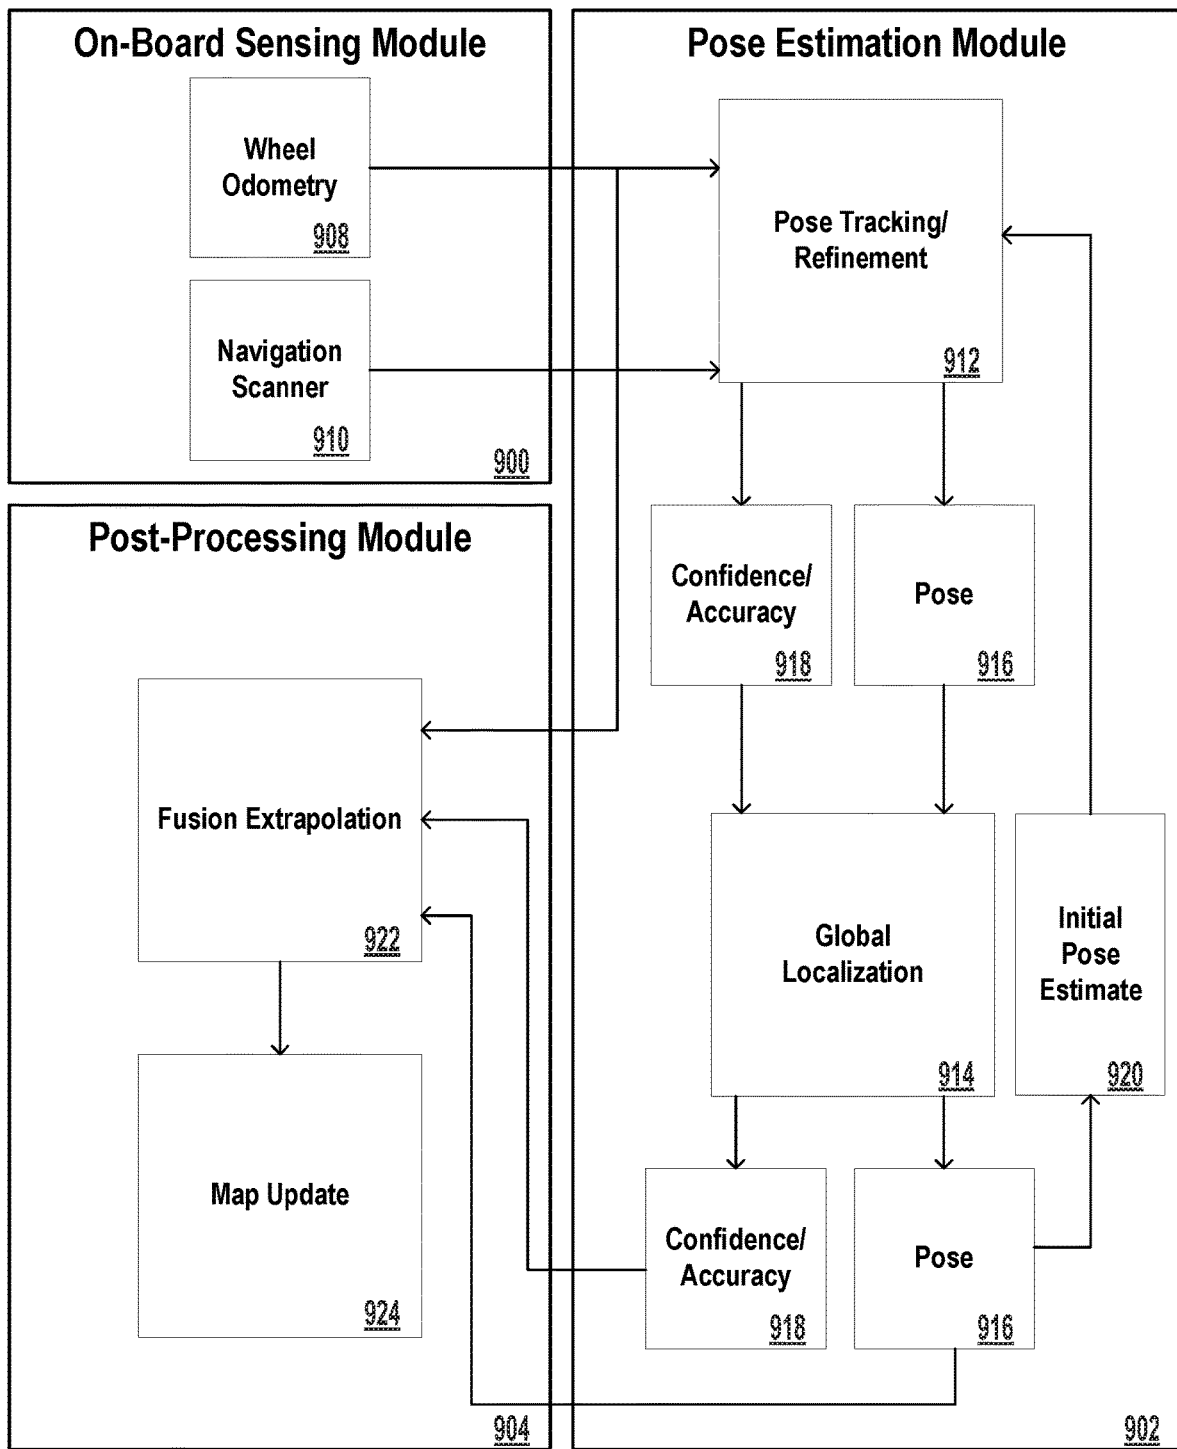 On-Board Sensing Module
Wheel
Odometry
908
Navigation
Scanner
910
900
Pose Estimation Module
Pose Tracking/
Refinement
912
Confidence/
Accuracy
918
Pose
916
Global
Localization
914
Initial
Pose
Estimate
920
Confidence/
Accuracy
918
Pose
916
902
Post-Processing Module
Fusion Extrapolation
922
Map Update
924
904